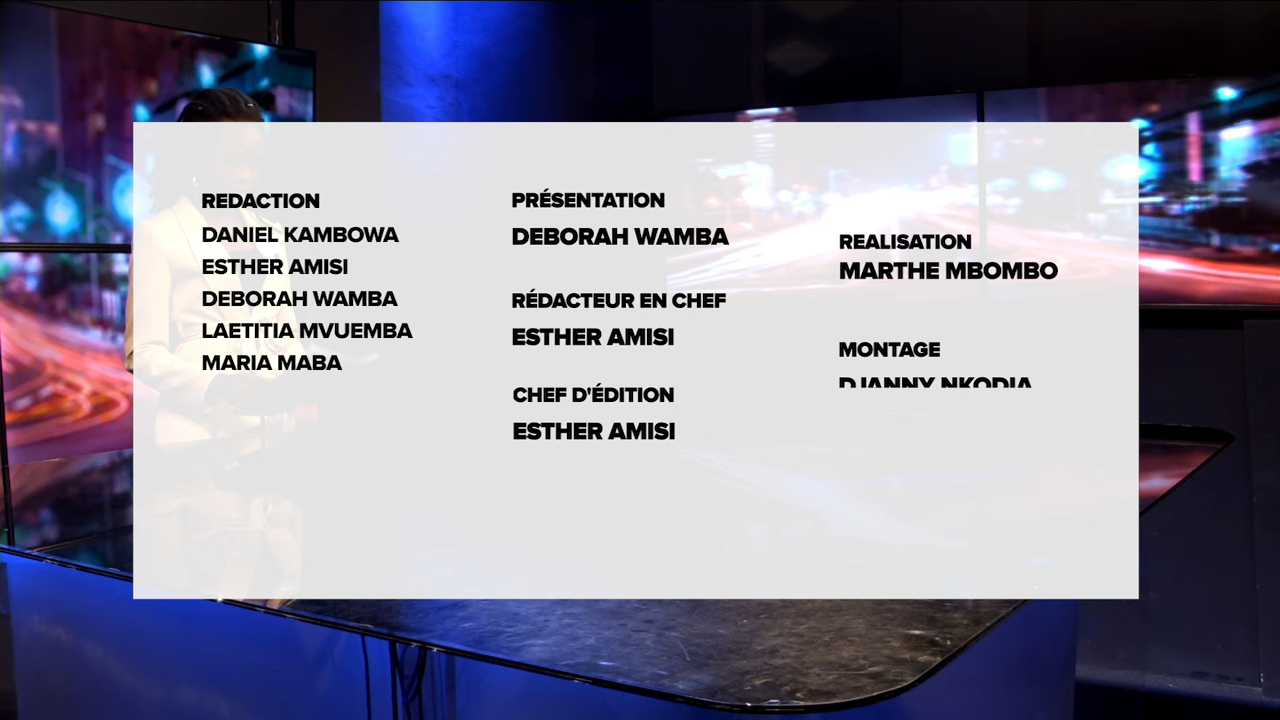 REDACTION
DANIEL KAMBOWA
ESTHER AMISI
DEBORAH WAMBA
LAETITIA MVUEMBA
MARIA MABA
PRÉSENTATION
DEBORAH WAMBA
RÉDACTEUR EN CHEF
ESTHER AMISI
CHEF D'ÉDITION
ESTHER AMISI
REALISATION
MARTHE MBOMBO
MONTAGE